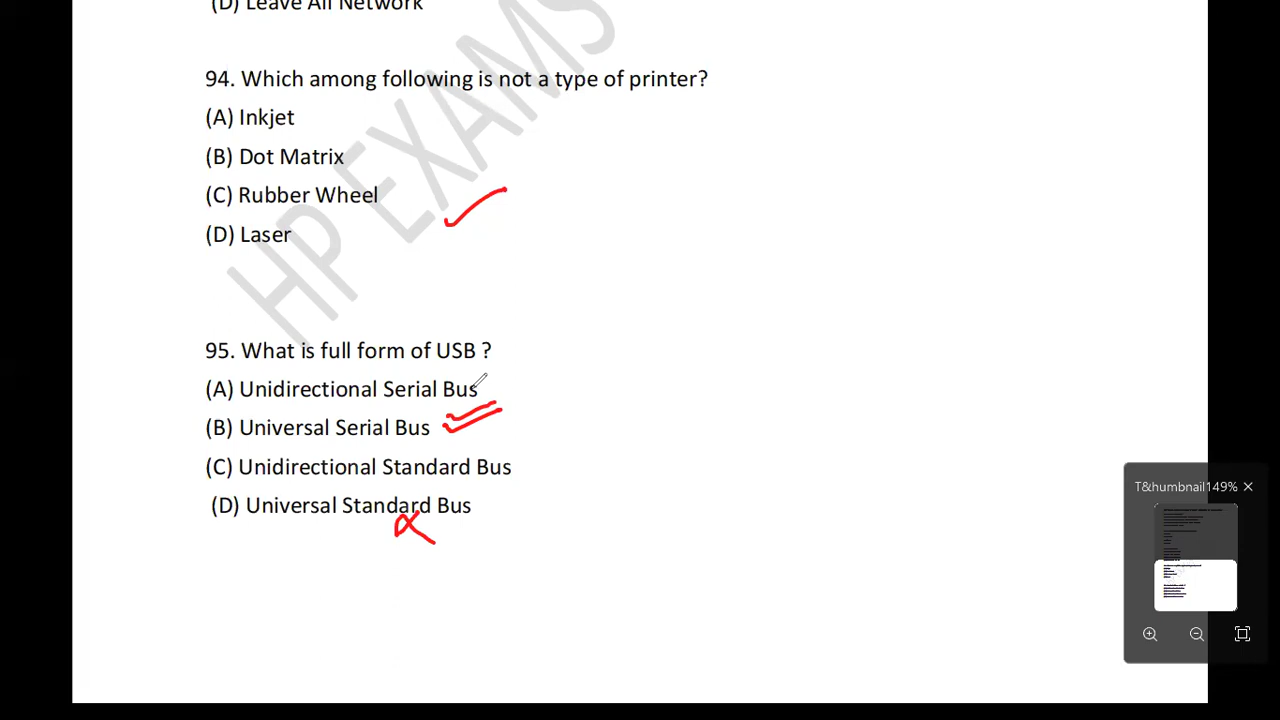 (D) Leave All Network
94. Which among following is not a type of printer?
(A) Inkjet
(B) Dot Matrix
(C) Rubber Wheel
(D) Laser
HP EXAMS
95. What is full form of USB ?
(A) Unidirectional Serial Bus
(B) Universal Serial Bus
(C) Unidirectional Standard Bus
(D) Universal Standard Bus
T&humbnail149%